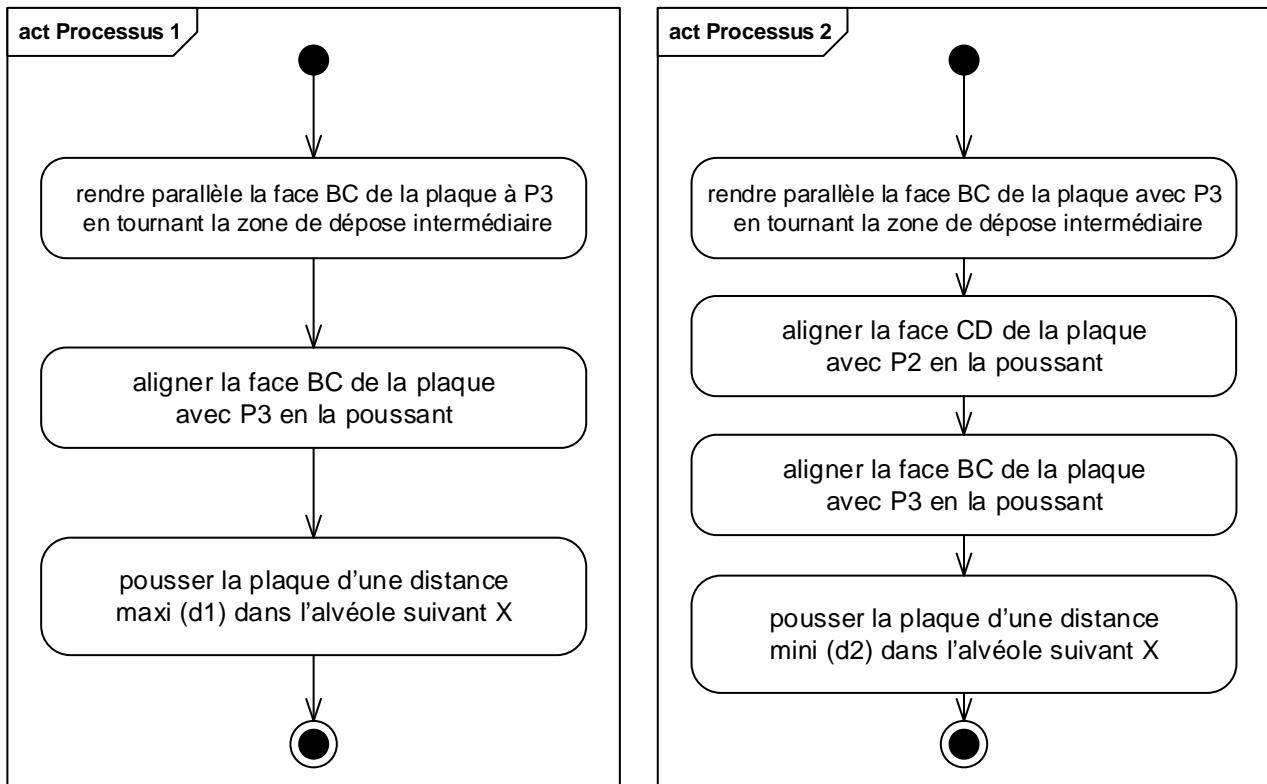 act Processus 1
rendre parallèle la face BC de la plaque à P3
en tournant la zone de dépose intermédiaire
aligner la face BC de la plaque
avec P3 en la poussant
pousser la plaque d'une distance
maxi (d1) dans l'alvéole suivant X
act Processus 2
rendre parallèle la face BC de la plaque avec P3
en tournant la zone de dépose intermédiaire
aligner la face CD de la plaque
avec P2 en la poussant
aligner la face BC de la plaque
avec P3 en la poussant
pousser la plaque d'une distance
mini (d2) dans l'alvéole suivant X